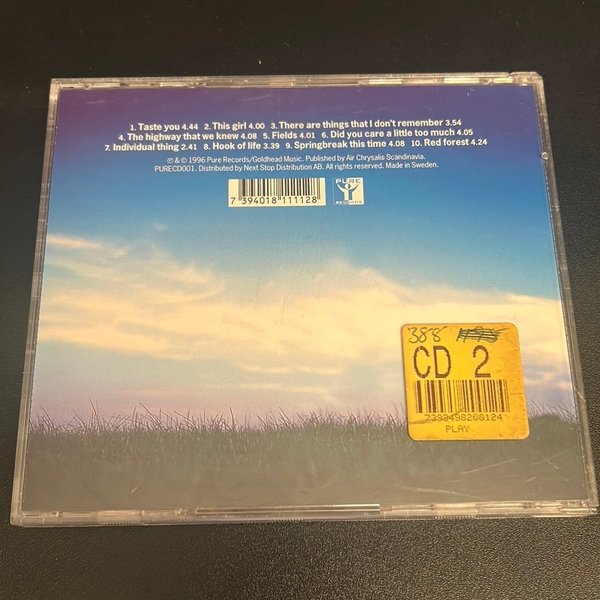 1. Taste you 4.44 2. This girl 4.00 3. There are things that I don't remember 3.54
4. The highway that we knew 4.08 5. Fields 4.01 6. Did you care a little too much 4.05
7. Individual thing 2.41 8. Hook of life 3.39 9. Springbreak this time 4.08 10. Red forest 4.24
℗ & © 1996 Pure Records/Goldhead Music. Published by Air Chrysalis Scandinavia.
PURECD001. Distributed by Next Stop Distribution AB. All rights reserved. Made in Sweden.
7 394018 111128
PURE
RECORDS
388
CD 2
7393498206124
PLAY